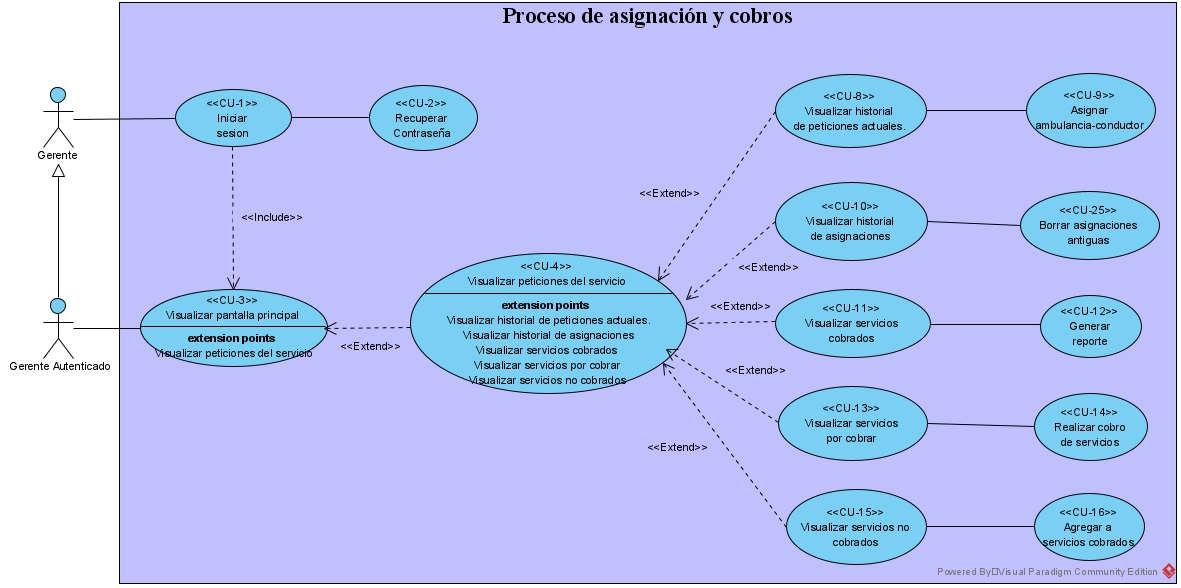 Proceso de asignación y cobros
Gerente
Gerente Autenticado
<<CU-1>>
Iniciar
sesion
<<CU-2>>
Recuperar
Contraseña
<<Include>>
<<CU-3>>
Visualizar pantalla principal
extension points
Visualizar peticiones del servicio
<<Extend>>
<<CU-4>>
Visualizar peticiones del servicio
extension points
Visualizar historial de peticiones actuales.
Visualizar historial de asignaciones
Visualizar servicios cobrados
Visualizar servicios por cobrar
Visualizar servicios no cobrados
<<Extend>>
<<Extend>>
<<Extend>>
<<Extend>>
<<Extend>>
<<CU-8>>
Visualizar historial
de peticiones actuales.
<<CU-9>>
Asignar
ambulancia-conductor
<<CU-10>>
Visualizar historial
de asignaciones
<<CU-25>>
Borrar asignaciones
antiguas
<<CU-11>>
Visualizar servicios
cobrados
<<CU-12>>
Generar
reporte
<<CU-13>>
Visualizar servicios
por cobrar
<<CU-14>>
Realizar cobro
de servicios
<<CU-15>>
Visualizar servicios no
cobrados
<<CU-16>>
Agregar a
servicios cobrados
Powered By Visual Paradigm Community Edition